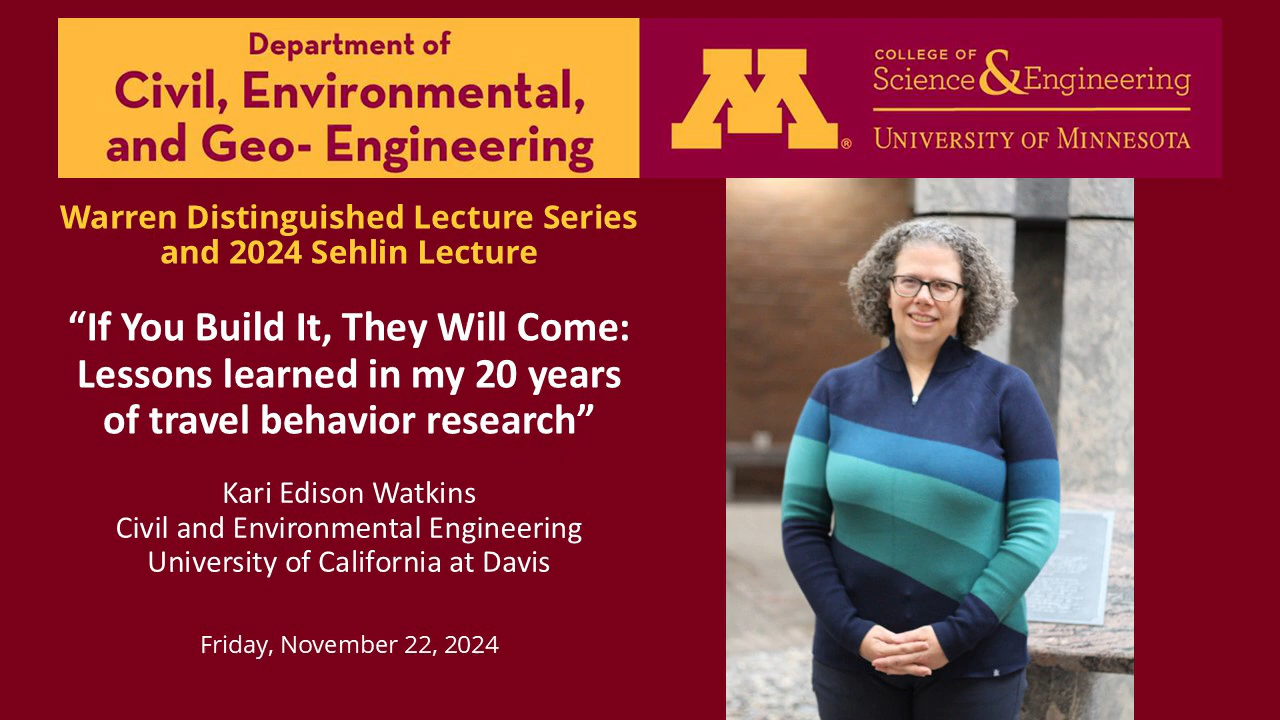 Department of
Civil, Environmental,
and Geo- Engineering
M®
COLLEGE OF
Science & Engineering
UNIVERSITY OF MINNESOTA
Warren Distinguished Lecture Series
and 2024 Sehlin Lecture
“If You Build It, They Will Come:
Lessons learned in my 20 years
of travel behavior research”
Kari Edison Watkins
Civil and Environmental Engineering
University of California at Davis
Friday, November 22, 2024